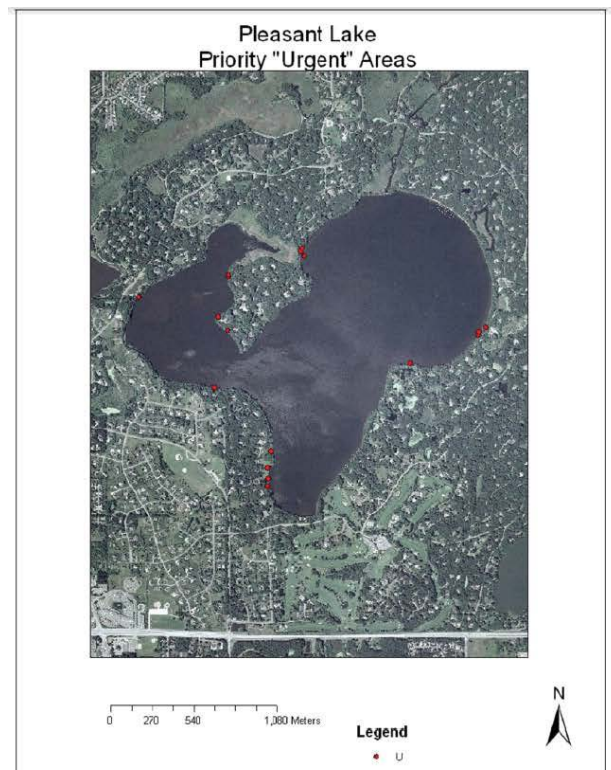 Pleasant Lake
Priority "Urgent" Areas
0 270 540 1,080 Meters
N
Legend
U